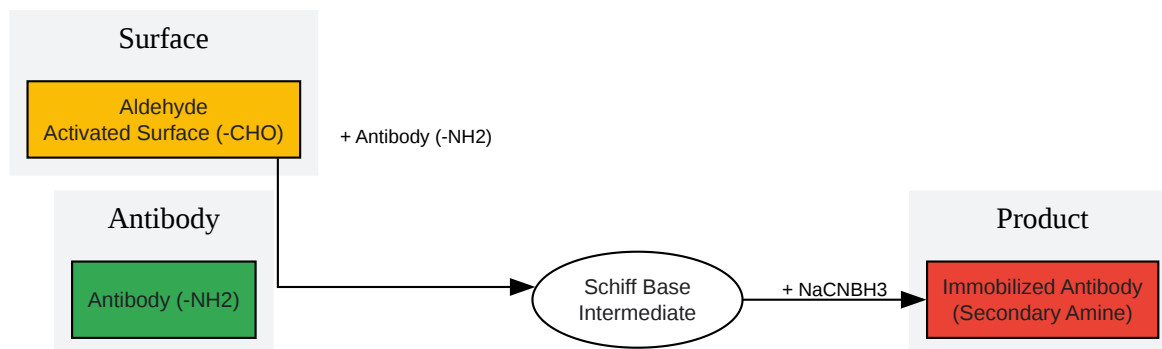 Surface
Aldehyde
Activated Surface (-CHO)
+ Antibody (-NH2)
Antibody
Antibody (-NH2)
Schiff Base
Intermediate
+ NaCNBH3
Product
Immobilized Antibody
(Secondary Amine)